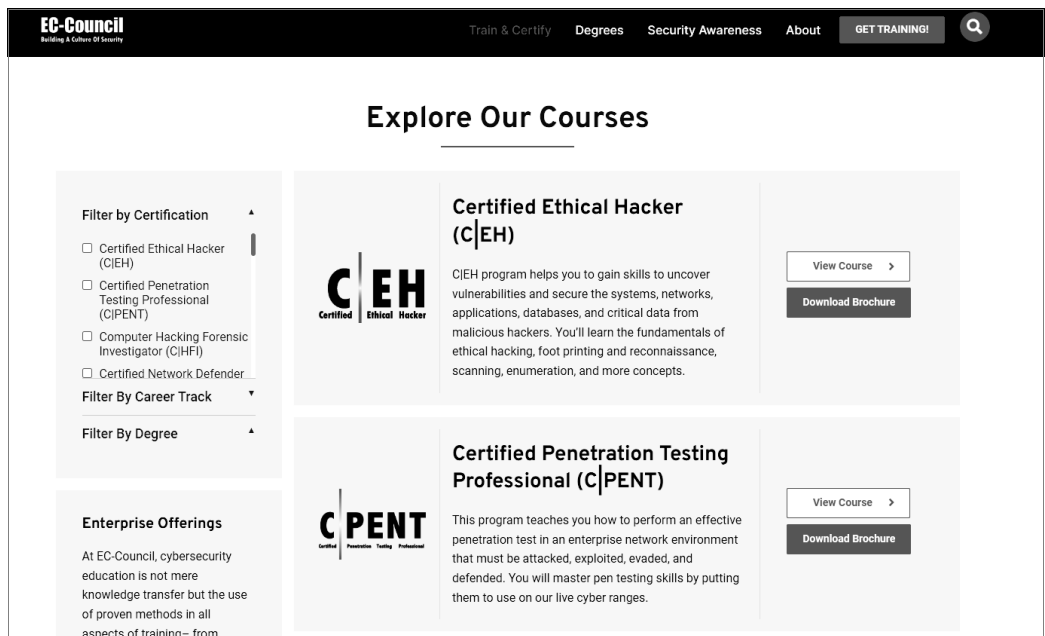 EC-Council
Building A Culture Of Security
Train & Certify
Degrees
Security Awareness
About
GET TRAINING!
Explore Our Courses
Filter by Certification
Certified Ethical Hacker
(C|EH)
Certified Penetration
Testing Professional
(C|PENT)
Computer Hacking Forensic
Investigator (C|HFI)
Certified Network Defender
Filter By Career Track
Filter By Degree
Enterprise Offerings
At EC-Council, cybersecurity
education is not mere
knowledge transfer but the use
of proven methods in all
aspects of training– from
C|EH
Certified Ethical Hacker
Certified Ethical Hacker
(C|EH)
C|EH program helps you to gain skills to uncover
vulnerabilities and secure the systems, networks,
applications, databases, and critical data from
malicious hackers. You'll learn the fundamentals of
ethical hacking, foot printing and reconnaissance,
scanning, enumeration, and more concepts.
View Course
Download Brochure
C|PENT
Certified Penetration Testing Professional
Certified Penetration Testing
Professional (C|PENT)
This program teaches you how to perform an effective
penetration test in an enterprise network environment
that must be attacked, exploited, evaded, and
defended. You will master pen testing skills by putting
them to use on our live cyber ranges.
View Course
Download Brochure